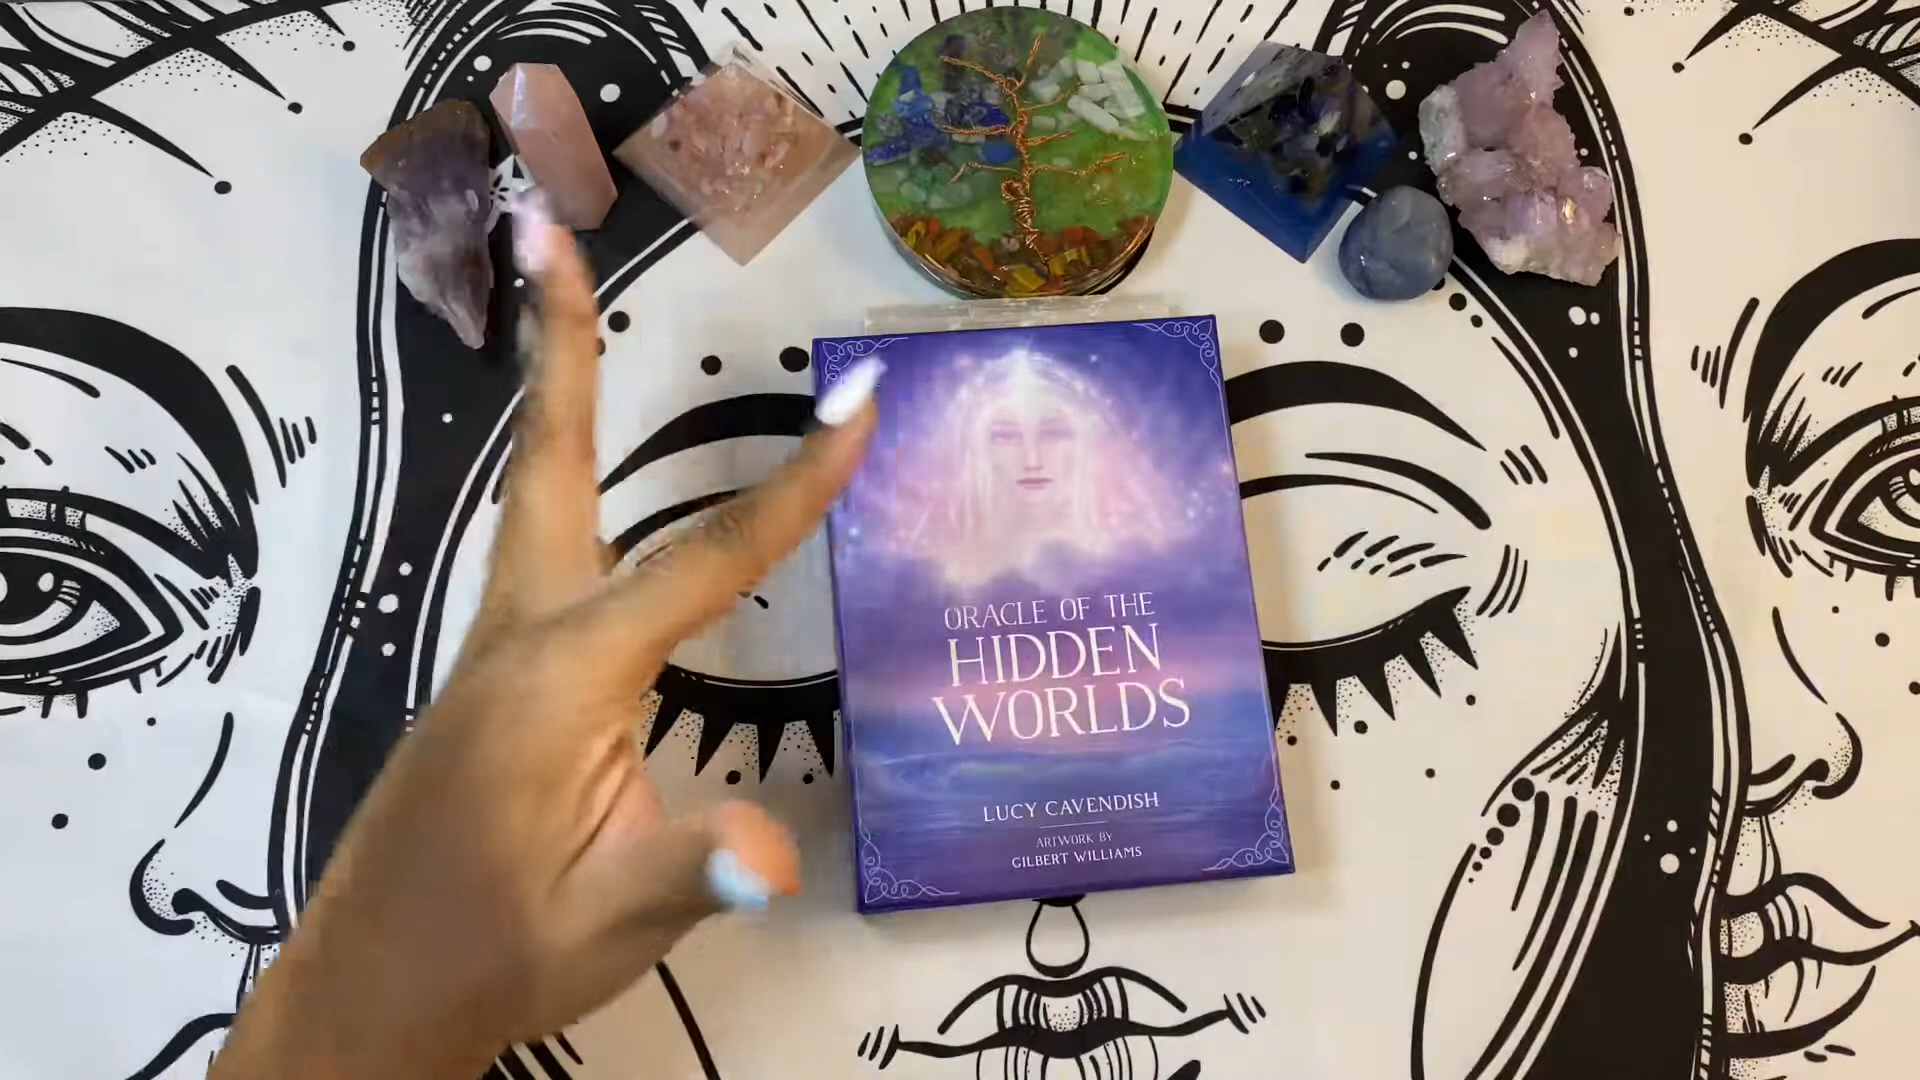 ORACLE OF THE
HIDDEN
WORLDS
LUCY CAVENDISH
ARTWORK BY
GILBERT WILLIAMS